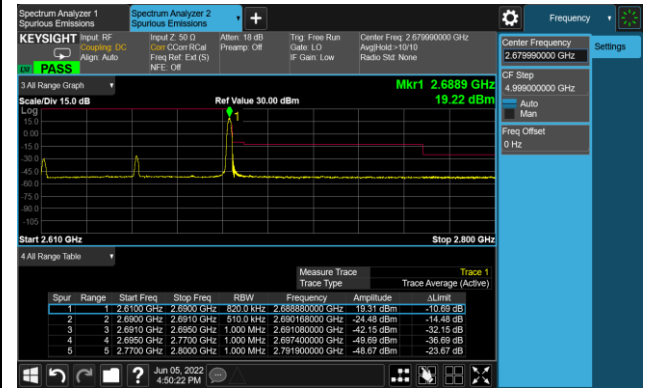 Spectrum Analyzer 1
Spurious Emissions
Spectrum Analyzer 2
Spurious Emissions
+
Frequency
KEYSIGHT
Input: RF
Coupling: DC
Align: Auto
Input Z: 50 Ω
Corr CCorr RCal
Freq Ref: Ext (S)
NFE: Off
Atten: 18 dB
Preamp: Off
Trig: Free Run
Gate: LO
IF Gain: Low
Center Freq: 2.679990000 GHz
Avg|Hold:>10/10
Radio Std: None
PASS
Center Frequency
2.679990000 GHz
Settings
CF Step
4.999000000 GHz
Auto
Man
Freq Offset
0 Hz
3 All Range Graph
Mkr1 2.6889 GHz
Scale/Div 15.0 dB
Ref Value 30.00 dBm
19.22 dBm
Log
1
15.0
0.00
-15.0
-30.0
-45.0
-60.0
-75.0
-90.0
-105
Start 2.610 GHz
Stop 2.800 GHz
4 All Range Table
Measure Trace Trace 1
Trace Type Trace Average (Active)
Spur Range Start Freq Stop Freq RBW Frequency Amplitude ΔLimit
1 1 2.6100 GHz 2.6900 GHz 820.0 kHz 2.688880000 GHz 19.31 dBm -10.69 dB
2 2 2.6900 GHz 2.6910 GHz 510.0 kHz 2.690168000 GHz -24.48 dBm -14.48 dB
3 3 2.6910 GHz 2.6950 GHz 1.000 MHz 2.691080000 GHz -42.15 dBm -32.15 dB
4 4 2.6950 GHz 2.7700 GHz 1.000 MHz 2.697400000 GHz -49.69 dBm -36.69 dB
5 5 2.7700 GHz 2.8000 GHz 1.000 MHz 2.791900000 GHz -48.67 dBm -23.67 dB
?
Jun 05, 2022
4:50:22 PM